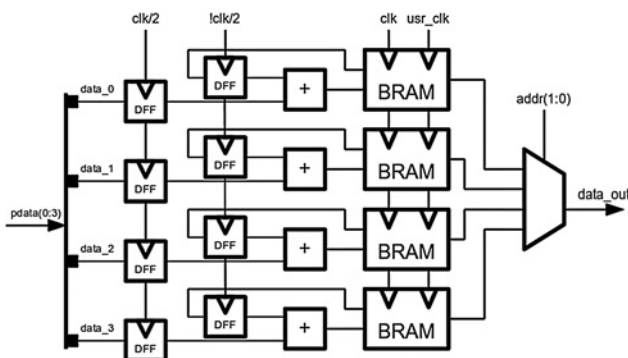 clk/2 !clk/2 clk usr_clk
data_0 DFF DFF + BRAM
addr(1:0)
data_1 DFF DFF + BRAM
pdata(0:3)
data_out
data_2 DFF DFF + BRAM
data_3 DFF DFF + BRAM